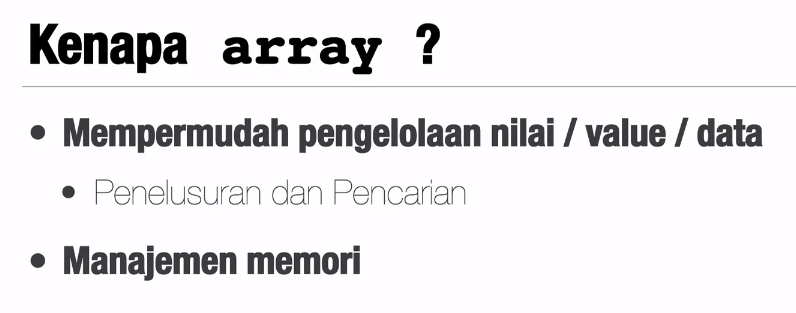 Kenapa array ?
• Mempermudah pengelolaan nilai / value / data
• Penelusuran dan Pencarian
• Manajemen memori